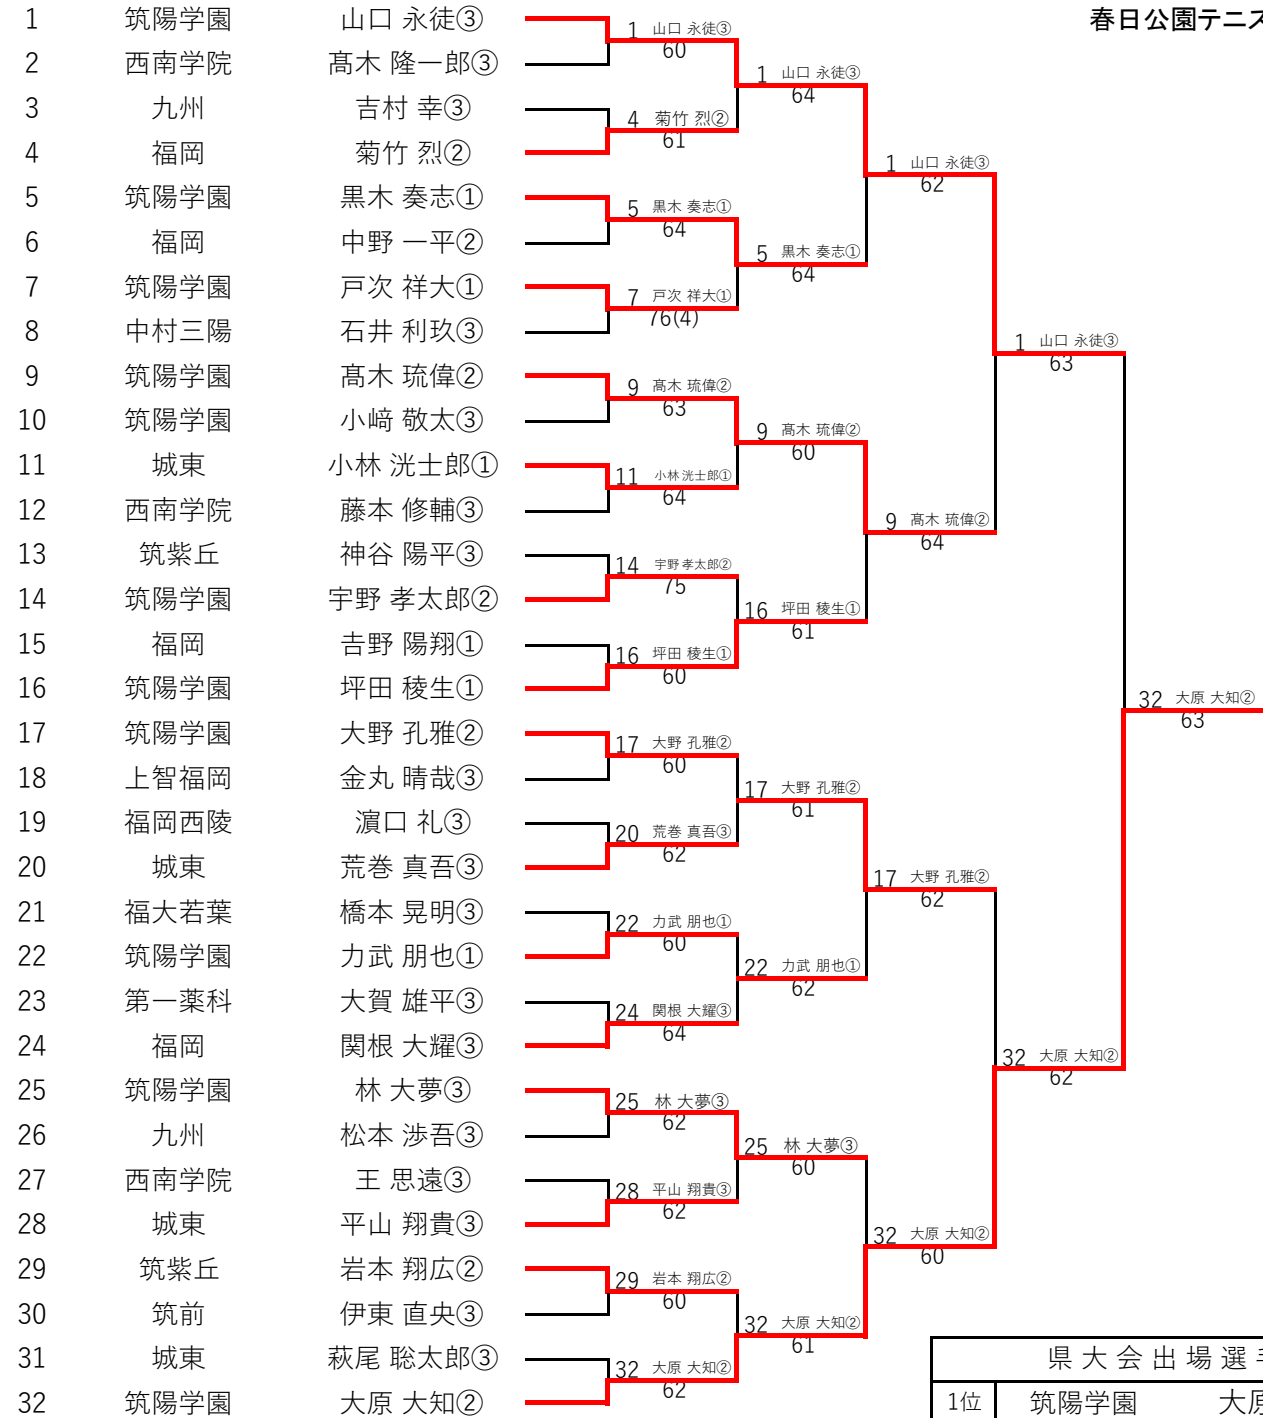 春日公園テニス
1 筑陽学園 山口 永徒③
2 西南学院 髙木 隆一郎③
3 九州 吉村 幸③
4 福岡 菊竹 烈②
5 筑陽学園 黒木 奏志①
6 福岡 中野 一平②
7 筑陽学園 戸次 祥大①
8 中村三陽 石井 利玖③
9 筑陽学園 髙木 琉偉②
10 筑陽学園 小﨑 敬太③
11 城東 小林 洸士郎①
12 西南学院 藤本 修輔③
13 筑紫丘 神谷 陽平③
14 筑陽学園 宇野 孝太郎②
15 福岡 𠮷野 陽翔①
16 筑陽学園 坪田 稜生①
17 筑陽学園 大野 孔雅②
18 上智福岡 金丸 晴哉③
19 福岡西陵 濵口 礼③
20 城東 荒巻 真吾③
21 福大若葉 橋本 晃明③
22 筑陽学園 力武 朋也①
23 第一薬科 大賀 雄平③
24 福岡 関根 大耀③
25 筑陽学園 林 大夢③
26 九州 松本 渉吾③
27 西南学院 王 思遠③
28 城東 平山 翔貴③
29 筑紫丘 岩本 翔広②
30 筑前 伊東 直央③
31 城東 萩尾 聡太郎③
32 筑陽学園 大原 大知②
1 山口 永徒③
60
4 菊竹 烈②
61
5 黒木 奏志①
64
7 戸次 祥大①
76(4)
9 髙木 琉偉②
63
11 小林 洸士郎①
64
14 宇野 孝太郎②
75
16 坪田 稜生①
60
17 大野 孔雅②
60
20 荒巻 真吾③
62
22 力武 朋也①
60
24 関根 大耀③
64
25 林 大夢③
62
28 平山 翔貴③
62
29 岩本 翔広②
60
32 大原 大知②
62
1 山口 永徒③
64
5 黒木 奏志①
64
9 髙木 琉偉②
60
16 坪田 稜生①
61
17 大野 孔雅②
61
22 力武 朋也①
62
25 林 大夢③
60
32 大原 大知②
61
1 山口 永徒③
62
9 髙木 琉偉②
64
17 大野 孔雅②
62
32 大原 大知②
60
1 山口 永徒③
63
32 大原 大知②
62
32 大原 大知②
63
県大会出場選手
1位 筑陽学園 大原